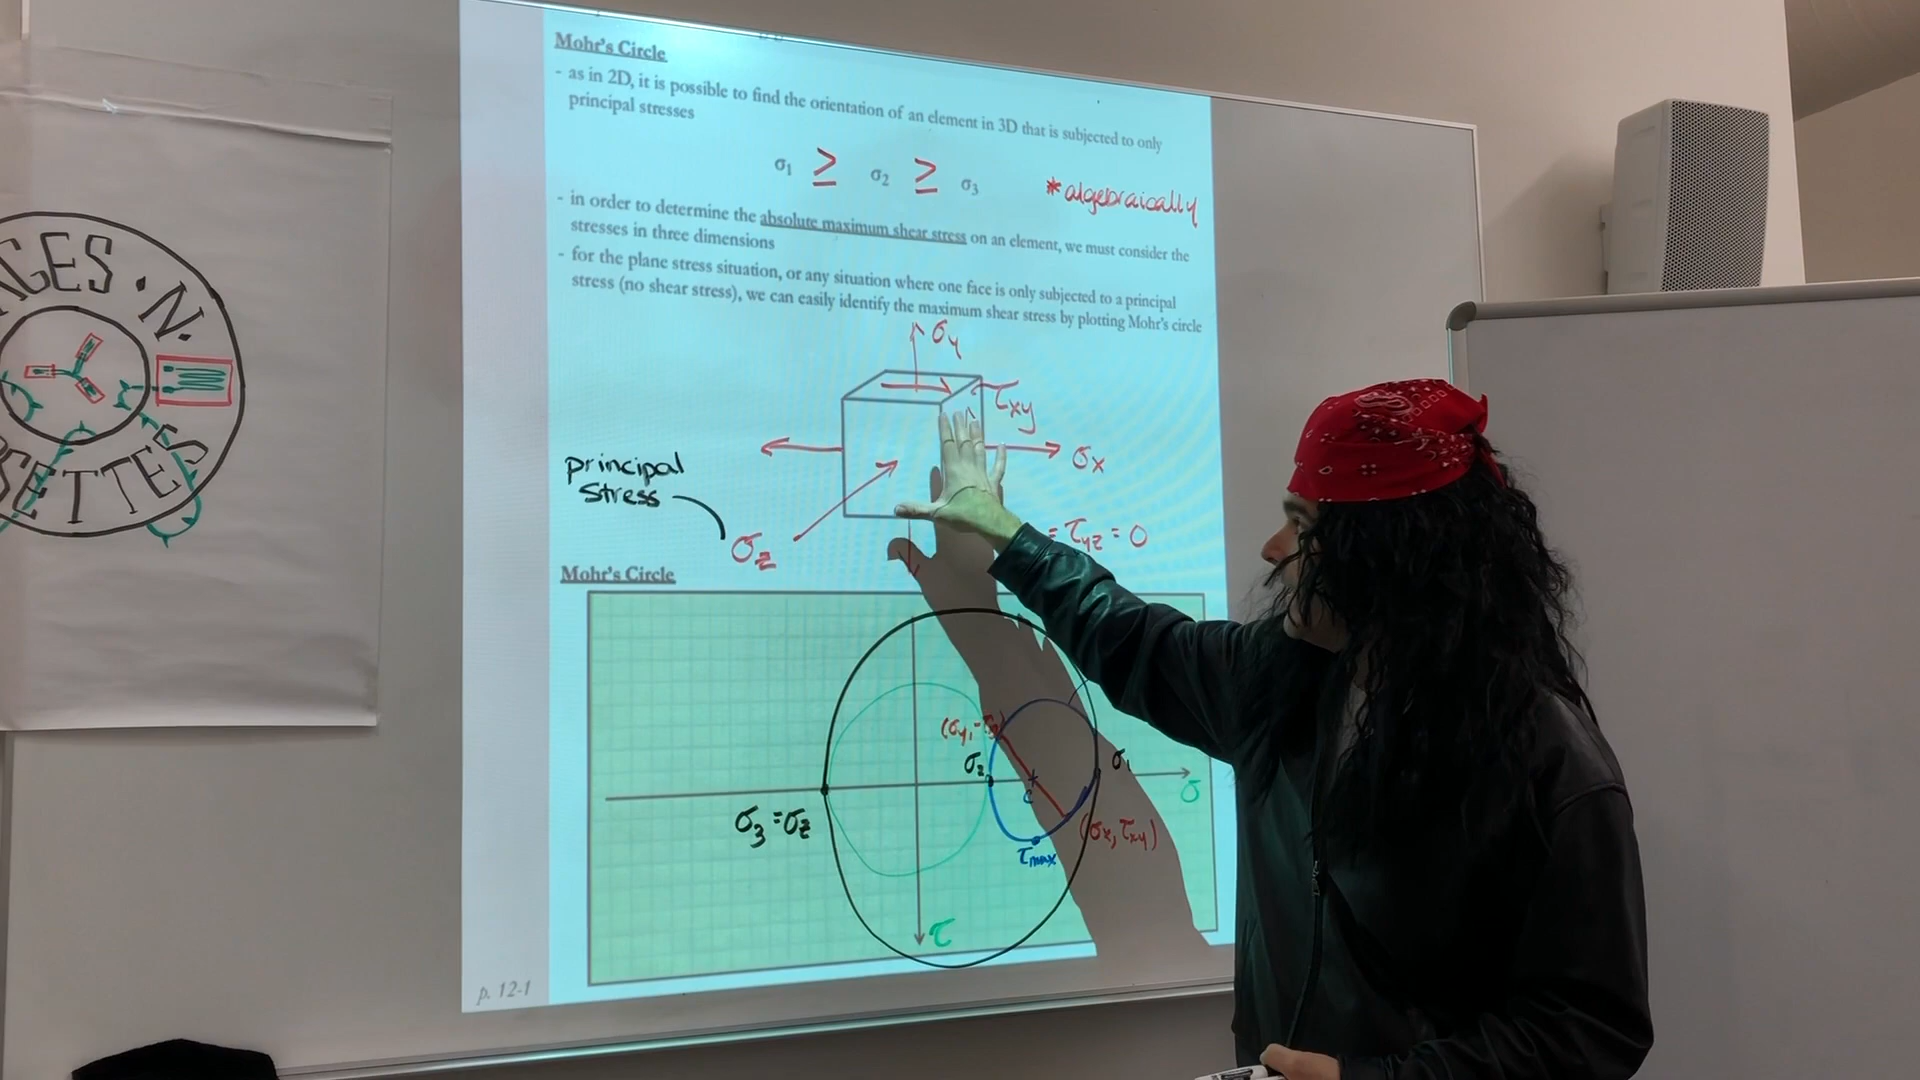 Mohr's Circle
- as in 2D, it is possible to find the orientation of an element in 3D that is subjected to only
principal stresses
σ₁ ≥ σ₂ ≥ σ₃ *algebraically
- in order to determine the absolute maximum shear stress on an element, we must consider the
stresses in three dimensions
- for the plane stress situation, or any situation where one face is only subjected to a principal
stress (no shear stress), we can easily identify the maximum shear stress by plotting Mohr's circle
σy
τxy
σx
principal
stress
σz
= τyz = 0
Mohr's Circle
(σy, -τ
σ₂
σ₁
c
σ
σ₃ = σz
(σx, τxy)
τmax
τ
p. 12-1
GES · N.
SETTES